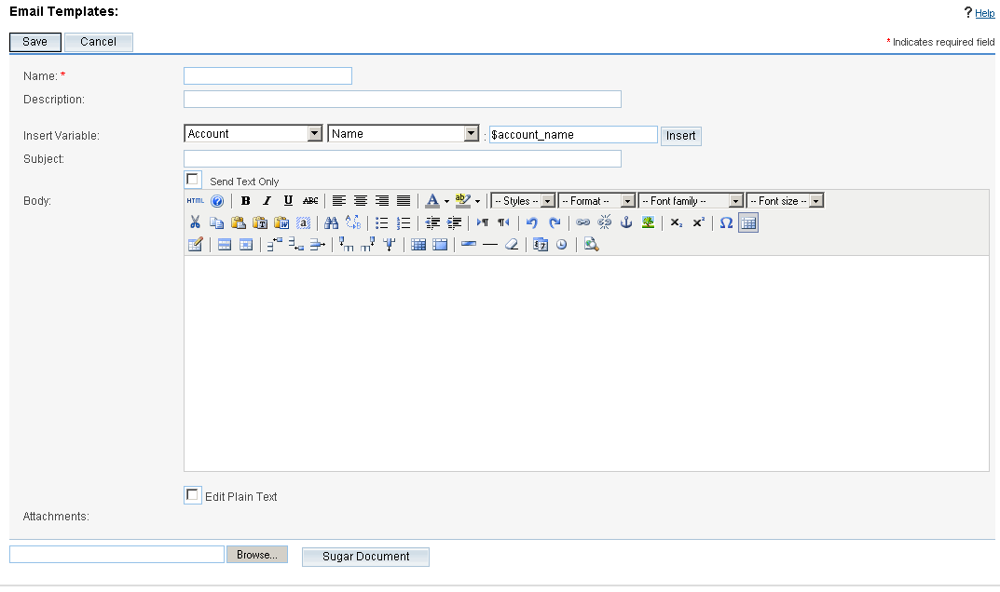 Email Templates:
? Help
Save Cancel
* Indicates required field
Name: *
Description:
Insert Variable: Account Name : $account_name Insert
Subject:
Send Text Only
Body:
HTML ? B I U ABC A ab -- Styles -- -- Format -- -- Font family -- -- Font size --
Edit Plain Text
Attachments:
Browse... Sugar Document